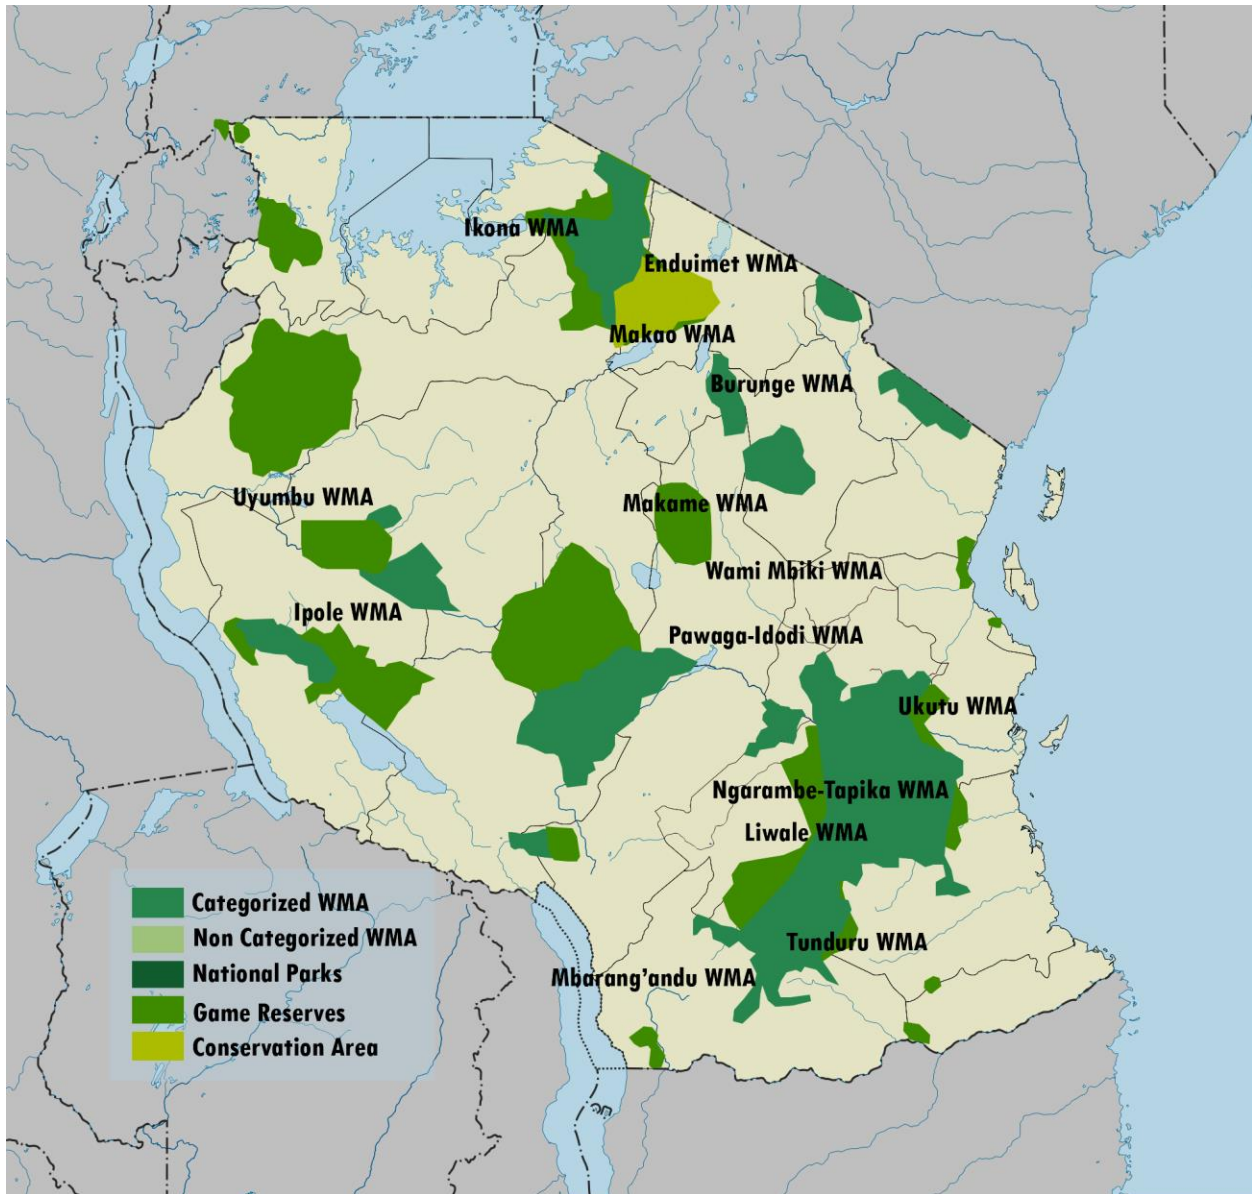 Ikona WMA
Enduimet WMA
Makao WMA
Burunge WMA
Uyumbu WMA
Makame WMA
Wami Mbiki WMA
Ipole WMA
Pawaga-Idodi WMA
Ukutu WMA
Ngarambe-Tapika WMA
Liwale WMA
Tunduru WMA
Mbarang’andu WMA
Categorized WMA
Non Categorized WMA
National Parks
Game Reserves
Conservation Area